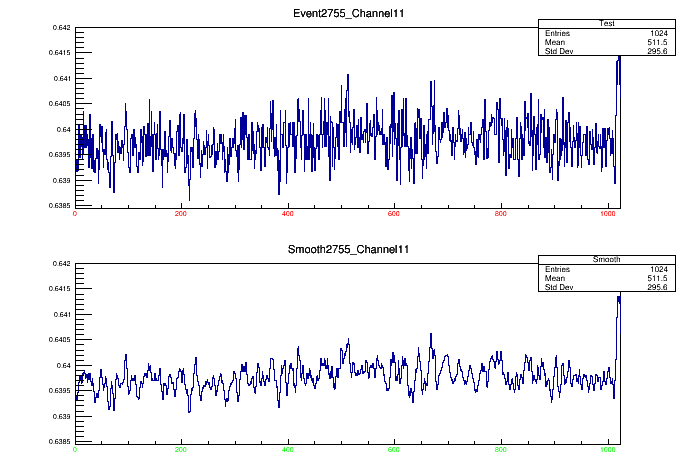 Event2755_Channel11
Test
Entries 1024
Mean 511.5
Std Dev 295.6
0.642
0.6415
0.641
0.6405
0.64
0.6395
0.639
0.6385
0 200 400 600 800 1000
Smooth2755_Channel11
Smooth
Entries 1024
Mean 511.5
Std Dev 295.6
0.642
0.6415
0.641
0.6405
0.64
0.6395
0.639
0.6385
0 200 400 600 800 1000